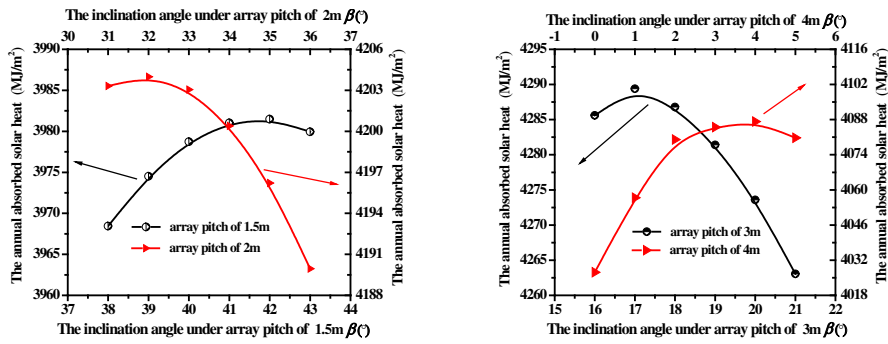 The inclination angle under array pitch of 2m β(°)
30 31 32 33 34 35 36 37
3990
3985
3980
3975
3970
3965
3960
The annual absorbed solar heat (MJ/m²)
4206
4203
4200
4197
4194
4191
4188
The annual absorbed solar heat (MJ/m²)
array pitch of 1.5m
array pitch of 2m
37 38 39 40 41 42 43 44
The inclination angle under array pitch of 1.5m β(°)
The inclination angle under array pitch of 4m β(°)
-1 0 1 2 3 4 5 6
4295
4290
4285
4280
4275
4270
4265
4260
The annual absorbed solar heat (MJ/m²)
4116
4102
4088
4074
4060
4046
4032
4018
The annual absorbed solar heat (MJ/m²)
array pitch of 3m
array pitch of 4m
15 16 17 18 19 20 21 22
The inclination angle under array pitch of 3m β(°)